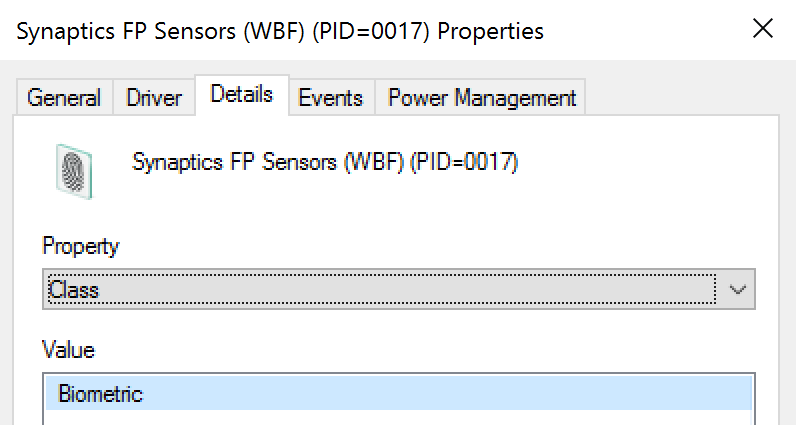 Synaptics FP Sensors (WBF) (PID=0017) Properties
General Driver Details Events Power Management
Synaptics FP Sensors (WBF) (PID=0017)
Property
Class
Value
Biometric